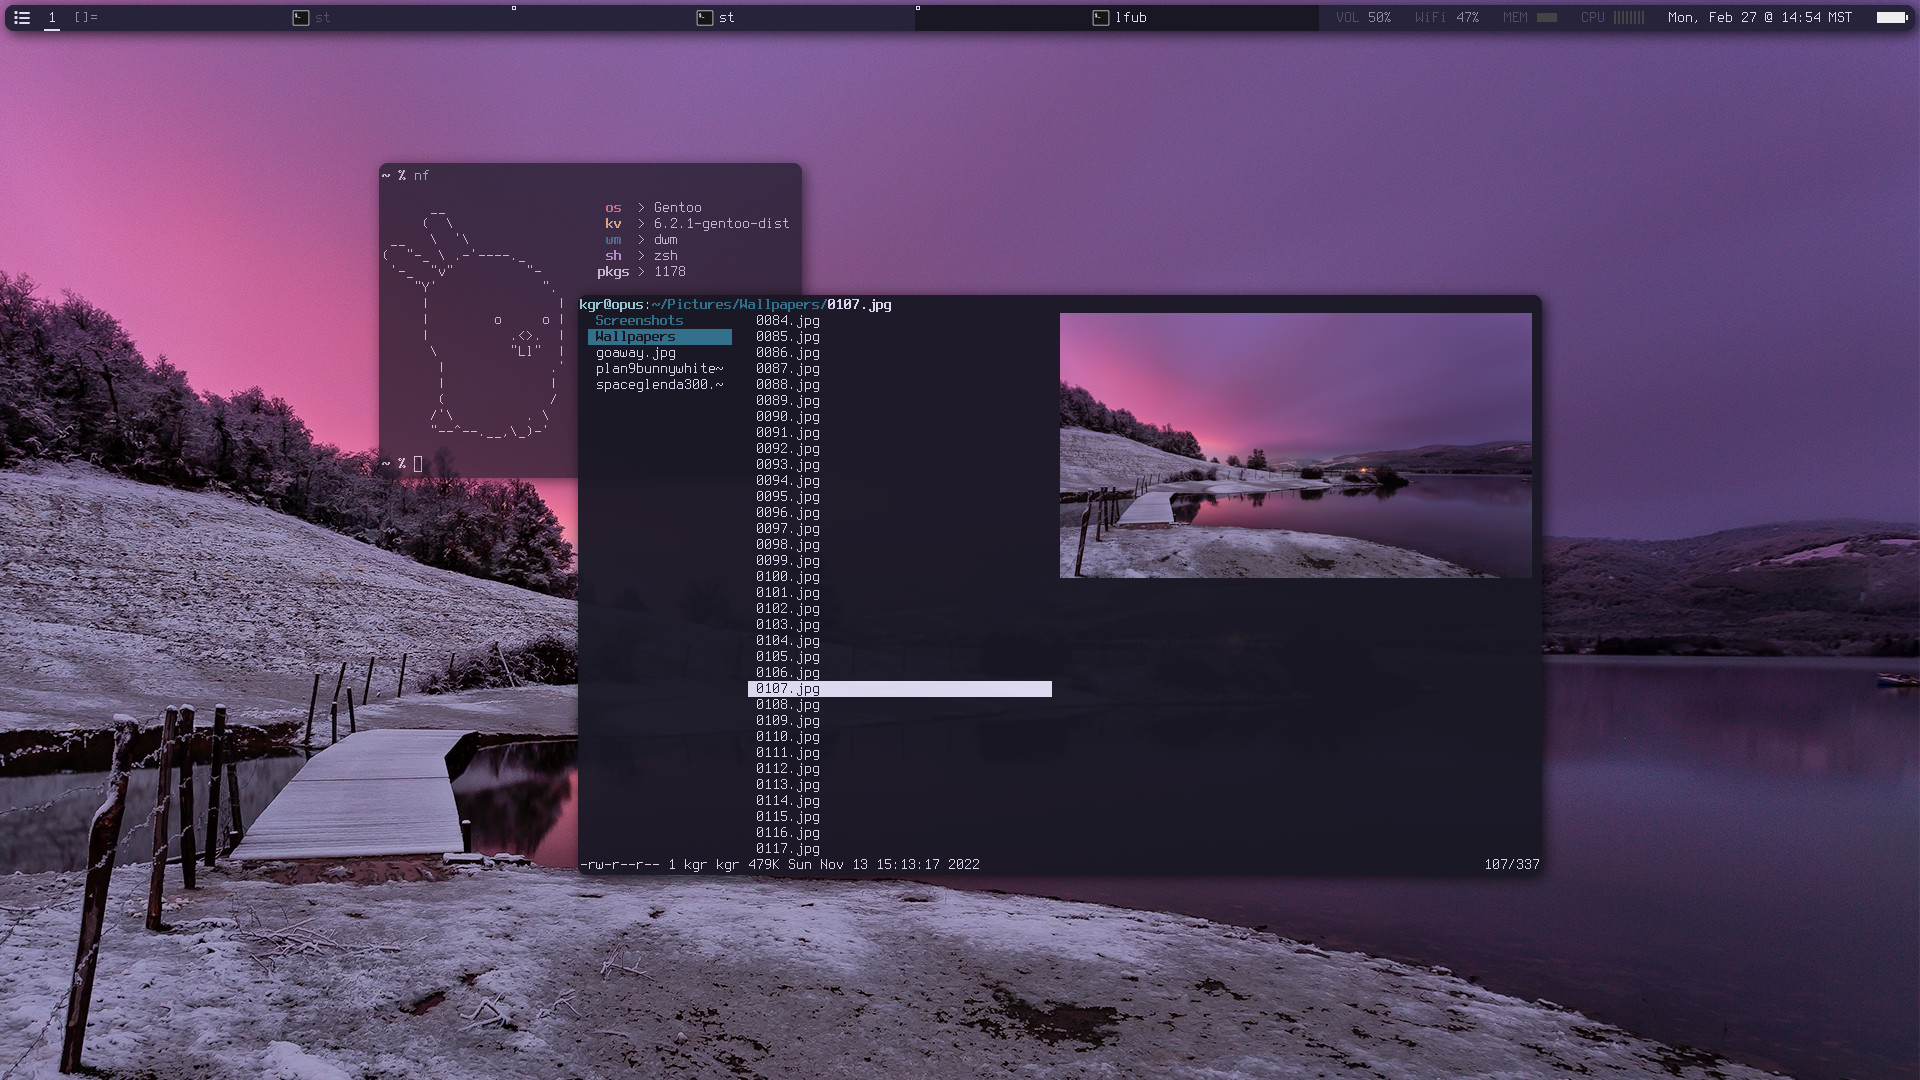 1 []= st st lfub VOL 50% WiFi 47% MEM CPU Mon, Feb 27 @ 14:54 MST
~ % nf
os > Gentoo
kv > 6.2.1-gentoo-dist
wm > dwm
sh > zsh
pkgs > 1178
~ %
kgr@opus:~/Pictures/Wallpapers/0107.jpg
Screenshots
Wallpapers
goaway.jpg
plan9bunnywhite~
spaceglenda300.~
0084.jpg
0085.jpg
0086.jpg
0087.jpg
0088.jpg
0089.jpg
0090.jpg
0091.jpg
0092.jpg
0093.jpg
0094.jpg
0095.jpg
0096.jpg
0097.jpg
0098.jpg
0099.jpg
0100.jpg
0101.jpg
0102.jpg
0103.jpg
0104.jpg
0105.jpg
0106.jpg
0107.jpg
0108.jpg
0109.jpg
0110.jpg
0111.jpg
0112.jpg
0113.jpg
0114.jpg
0115.jpg
0116.jpg
0117.jpg
-rw-r--r-- 1 kgr kgr 479K Sun Nov 13 15:13:17 2022 107/337